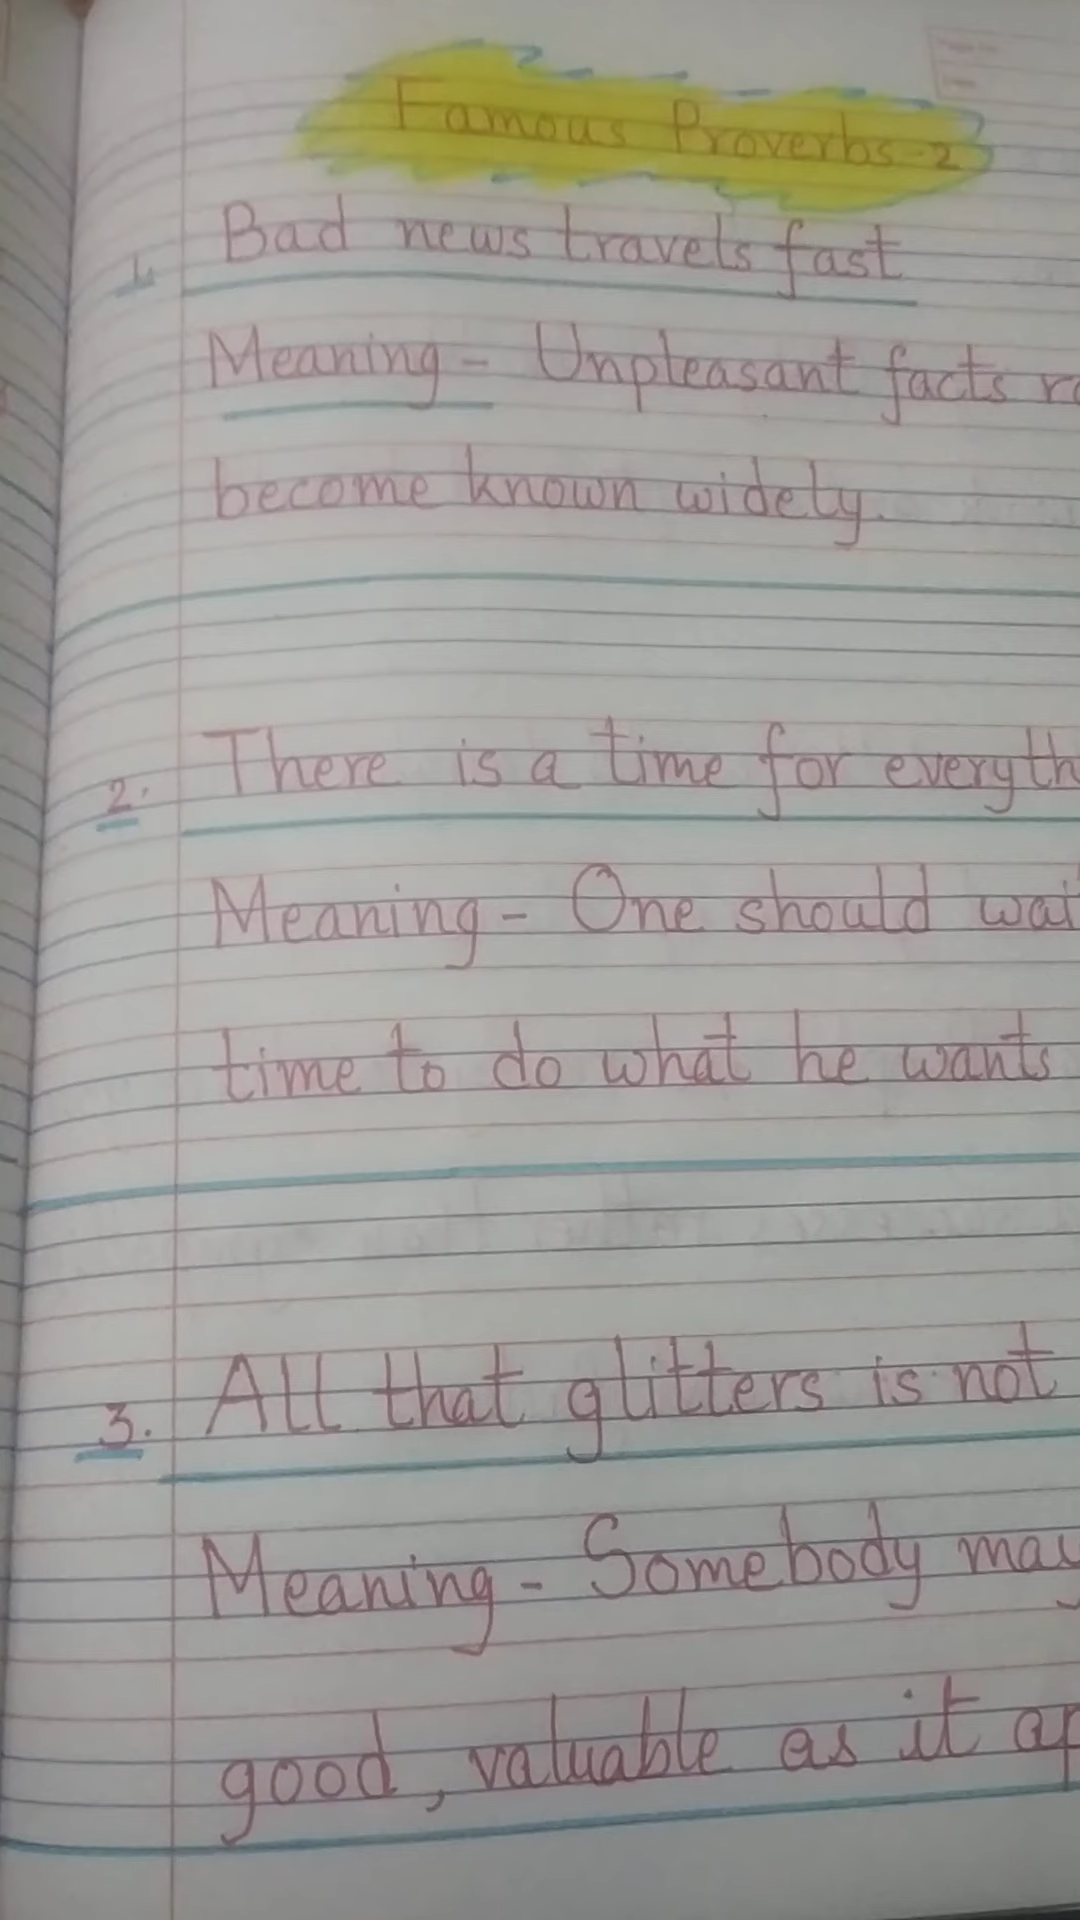 Famous Proverbs-2
1. Bad news travels fast
Meaning - Unpleasant facts
become known widely.
2. There is a time for everyth
Meaning - One should wai
time to do what he wants
3. All that glitters is not
Meaning - Somebody may
good, valuable as it ap